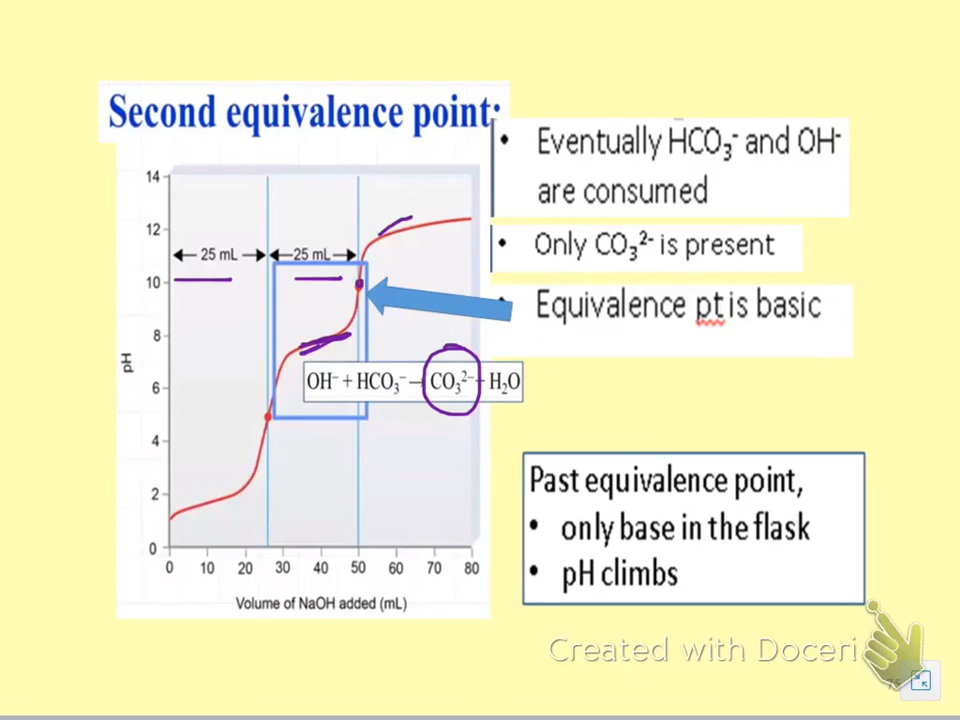 Second equivalence point:
• Eventually HCO₃⁻ and OH⁻
are consumed
• Only CO₃²⁻ is present
• Equivalence pt is basic
14
12
25 mL
25 mL
10
8
pH
OH⁻ + HCO₃⁻ → CO₃²⁻ + H₂O
6
4
2
0
0 10 20 30 40 50 60 70 80
Volume of NaOH added (mL)
Past equivalence point,
• only base in the flask
• pH climbs
Created with Doceri